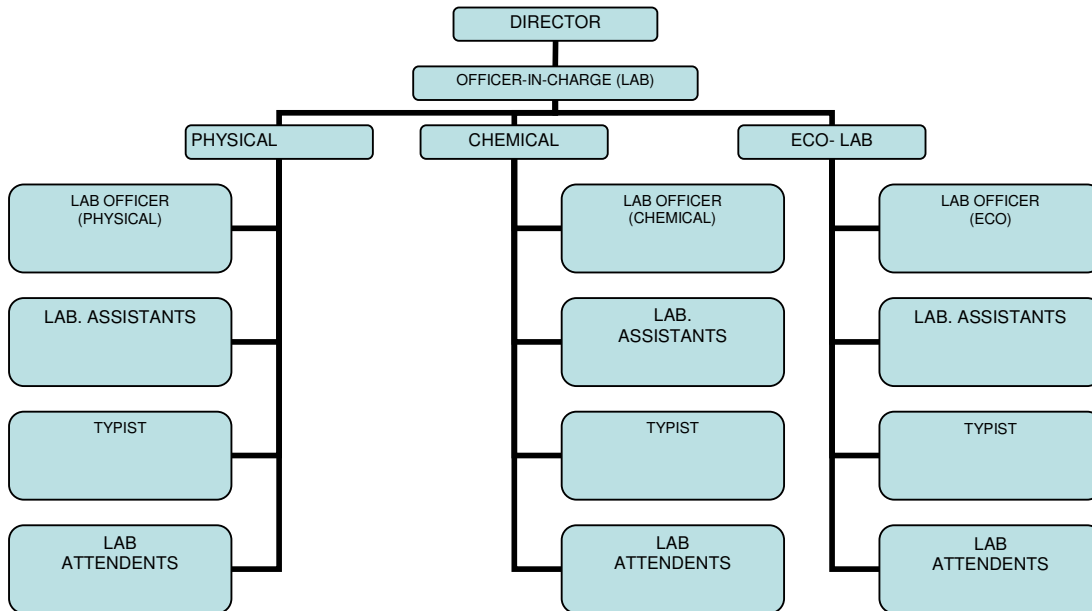 DIRECTOR
OFFICER-IN-CHARGE (LAB)
PHYSICAL
CHEMICAL
ECO- LAB
LAB OFFICER
(PHYSICAL)
LAB OFFICER
(CHEMICAL)
LAB OFFICER
(ECO)
LAB. ASSISTANTS
LAB.
ASSISTANTS
LAB. ASSISTANTS
TYPIST
TYPIST
TYPIST
LAB
ATTENDENTS
LAB
ATTENDENTS
LAB
ATTENDENTS